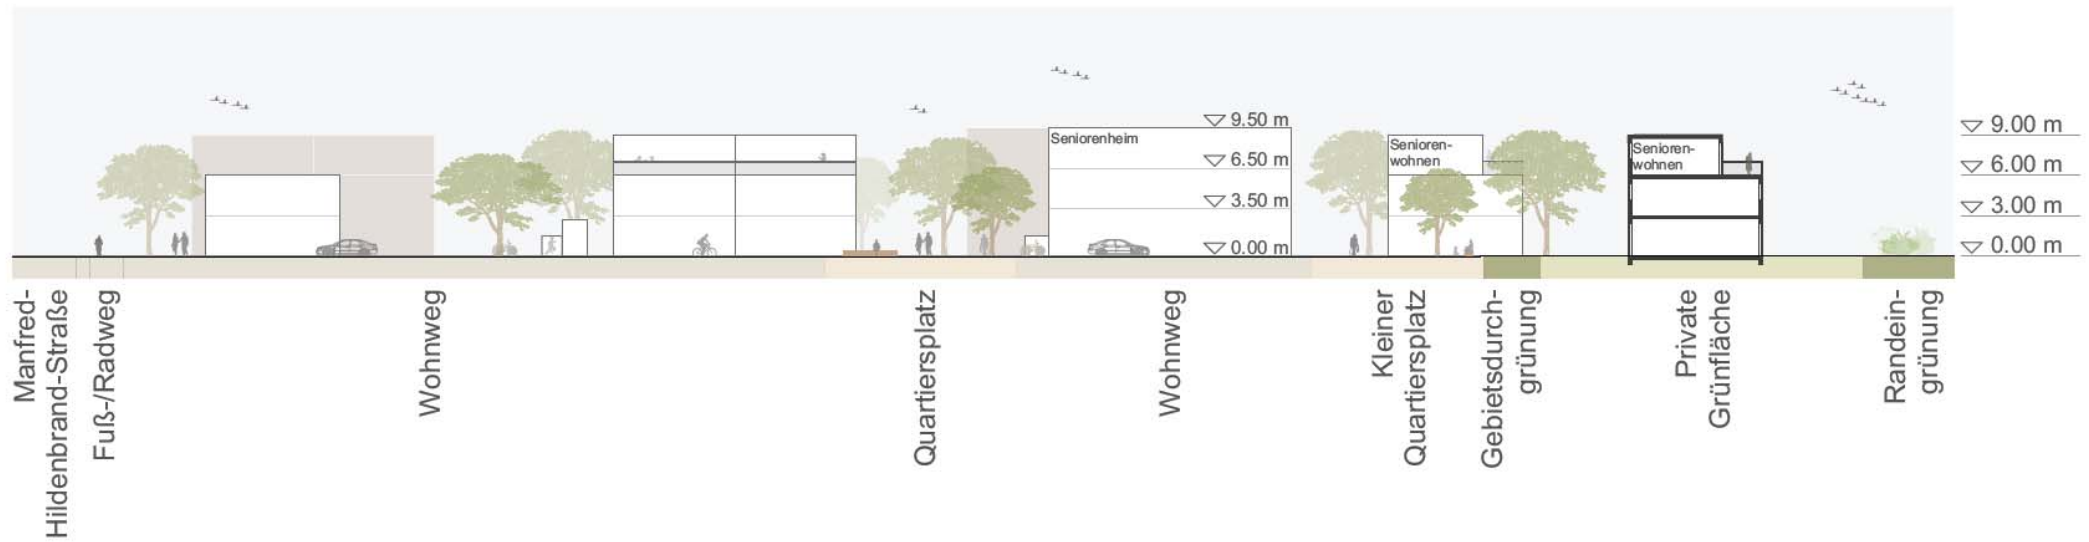 9.50 m
Seniorenheim
6.50 m
3.50 m
0.00 m
Senioren-
wohnen
Senioren-
wohnen
9.00 m
6.00 m
3.00 m
0.00 m
Manfred-
Hildenbrand-Straße
Fuß-/Radweg
Wohnweg
Quartiersplatz
Wohnweg
Kleiner
Quartiersplatz
Gebietsdurch-
grünung
Private
Grünfläche
Randein-
grünung